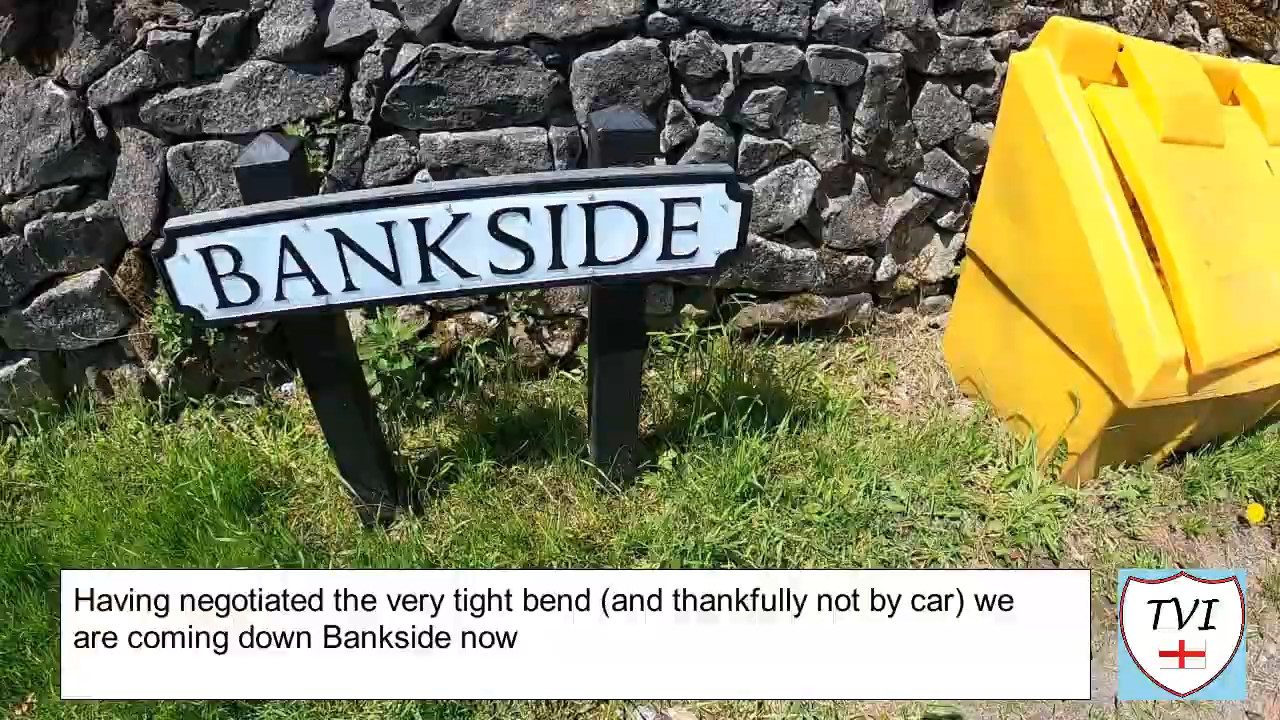 BANKSIDE
Having negotiated the very tight bend (and thankfully not by car) we
are coming down Bankside now
TVI